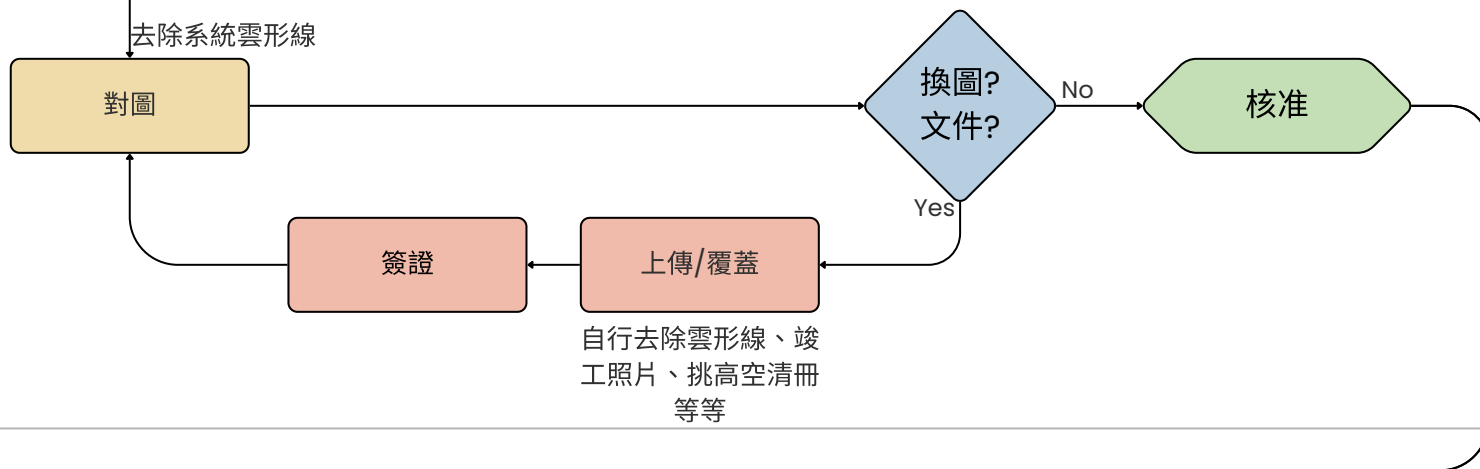 去除系統雲形線
對圖
換圖?
文件?
No
核准
Yes
簽證
上傳/覆蓋
自行去除雲形線、竣
工照片、挑高空清冊
等等